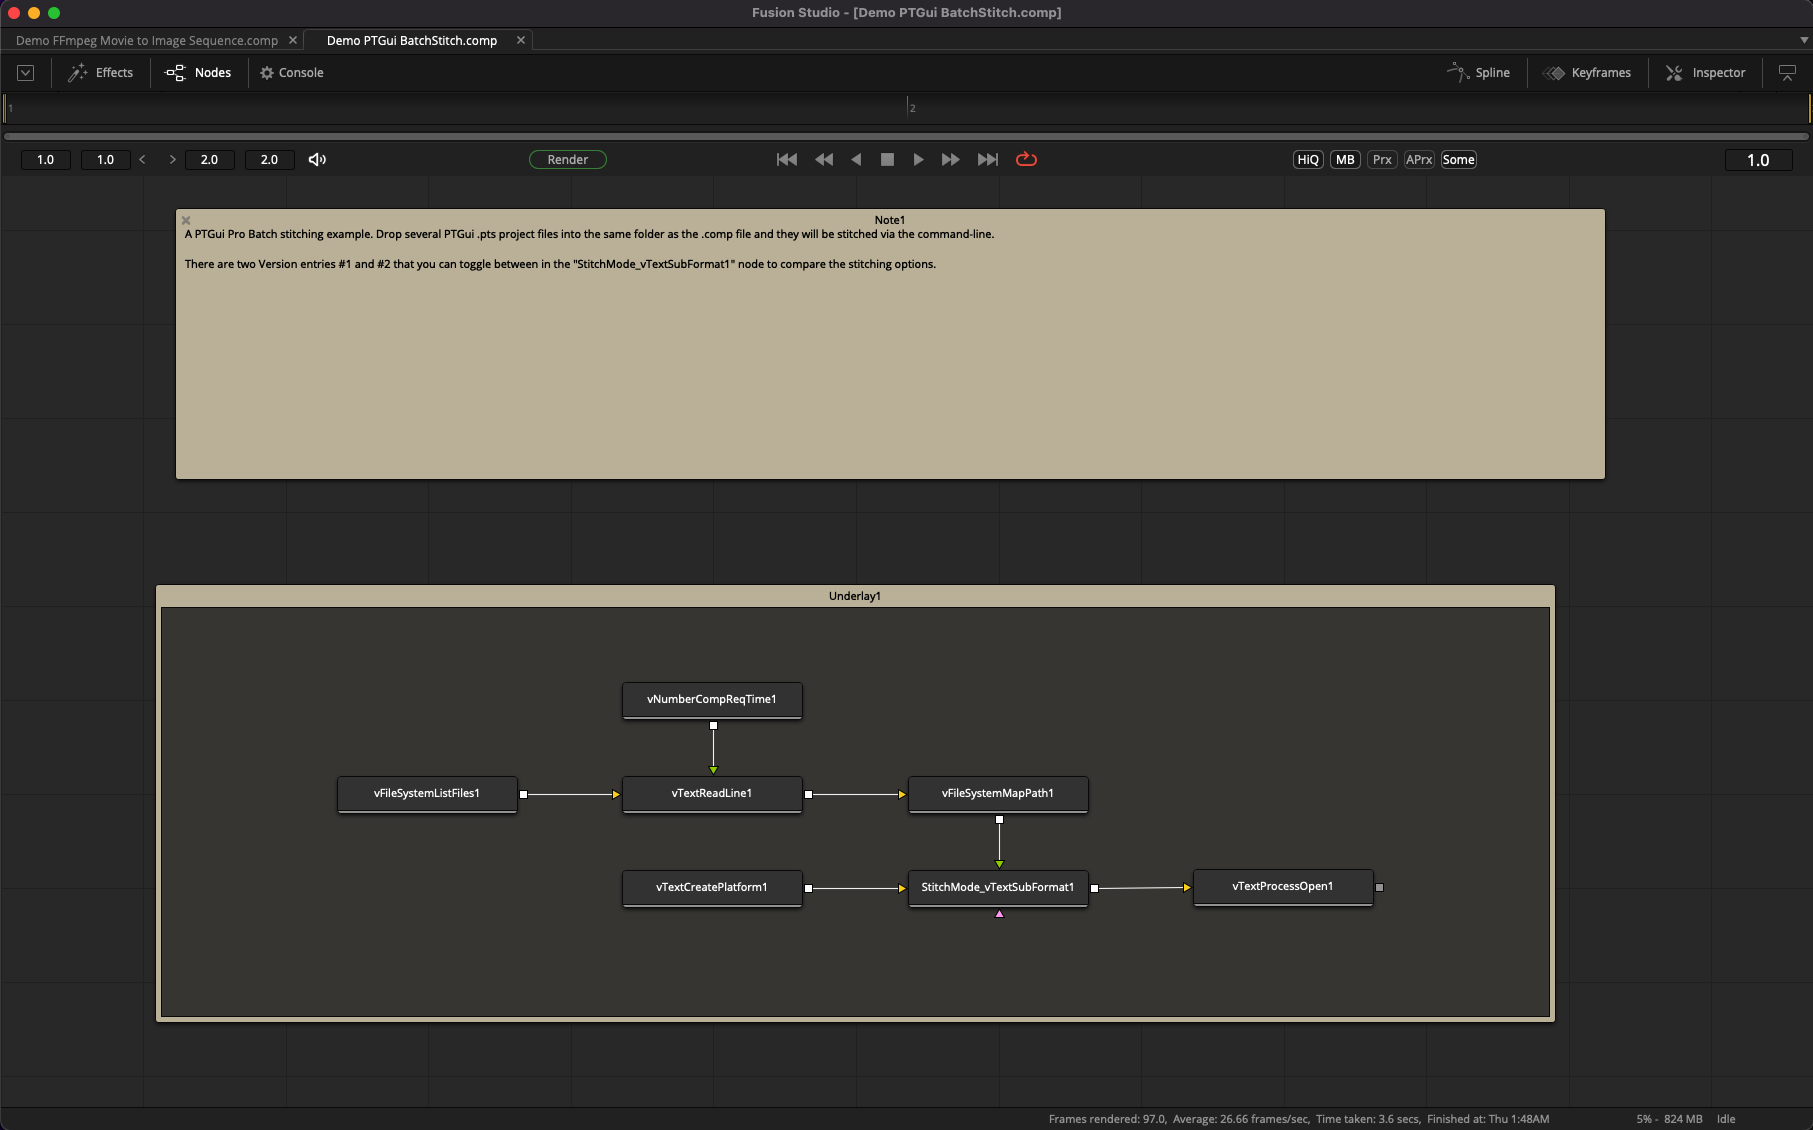 Fusion Studio - [Demo PTGui BatchStitch.comp]
Demo FFmpeg Movie to Image Sequence.comp
Demo PTGui BatchStitch.comp
Effects
Nodes
Console
Spline
Keyframes
Inspector
1
2
1.0
1.0
2.0
2.0
Render
HiQ
MB
Prx
APrx
Some
1.0
Note1
A PTGui Pro Batch stitching example. Drop several PTGui .pts project files into the same folder as the .comp file and they will be stitched via the command-line.
There are two Version entries #1 and #2 that you can toggle between in the "StitchMode_vTextSubFormat1" node to compare the stitching options.
Underlay1
vNumberCompReqTime1
vFileSystemListFiles1
vTextReadLine1
vFileSystemMapPath1
vTextCreatePlatform1
StitchMode_vTextSubFormat1
vTextProcessOpen1
Frames rendered: 97.0, Average: 26.66 frames/sec, Time taken: 3.6 secs, Finished at: Thu 1:48AM
5% - 824 MB
Idle